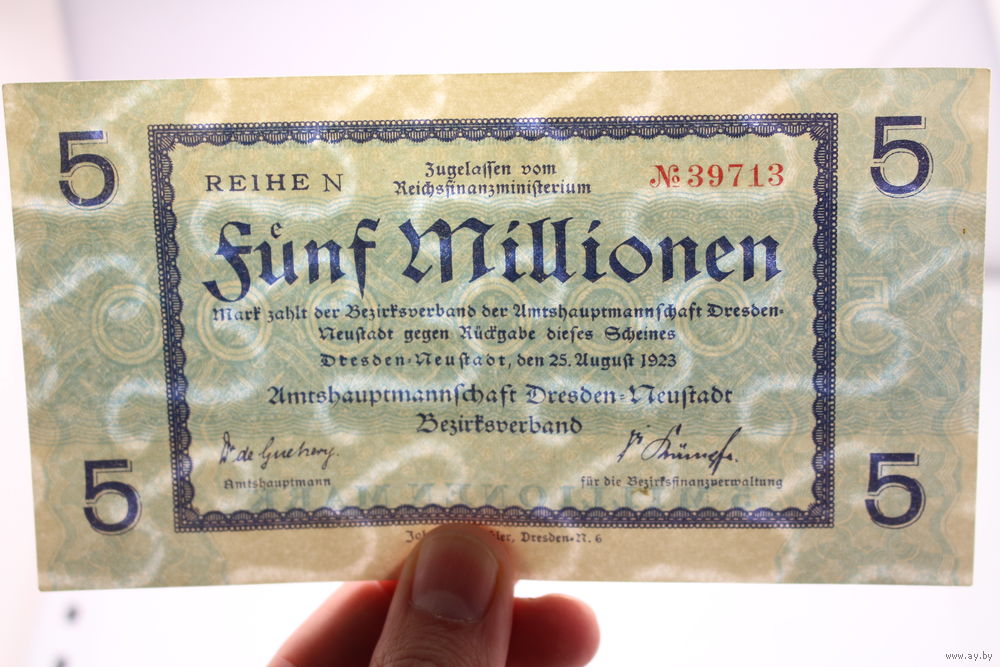 5 5
REIHE N
Zugelassen vom
Reichsfinanzministerium
№ 39713
Fünf Millionen
Mark zahlt der Bezirksverband der Amtshauptmannschaft Dresden-
Neustadt gegen Rückgabe dieses Scheines
Dresden-Neustadt, den 25. August 1923
Amtshauptmannschaft Dresden-Neustadt
Bezirksverband
Amtshauptmann
für die Bezirksfinanzverwaltung
5 5
Dresden-N. 6
www.ay.by